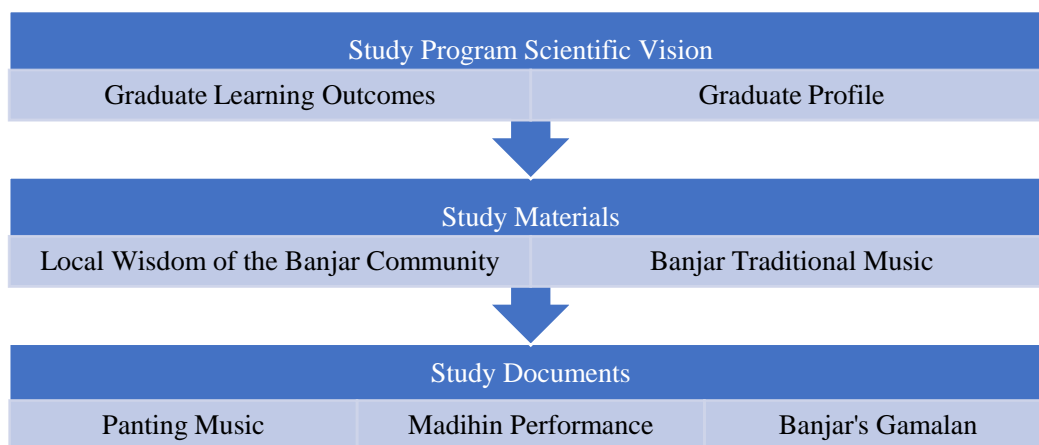 Study Program Scientific Vision
Graduate Learning Outcomes
Graduate Profile
Study Materials
Local Wisdom of the Banjar Community
Banjar Traditional Music
Study Documents
Panting Music
Madihin Performance
Banjar's Gamalan